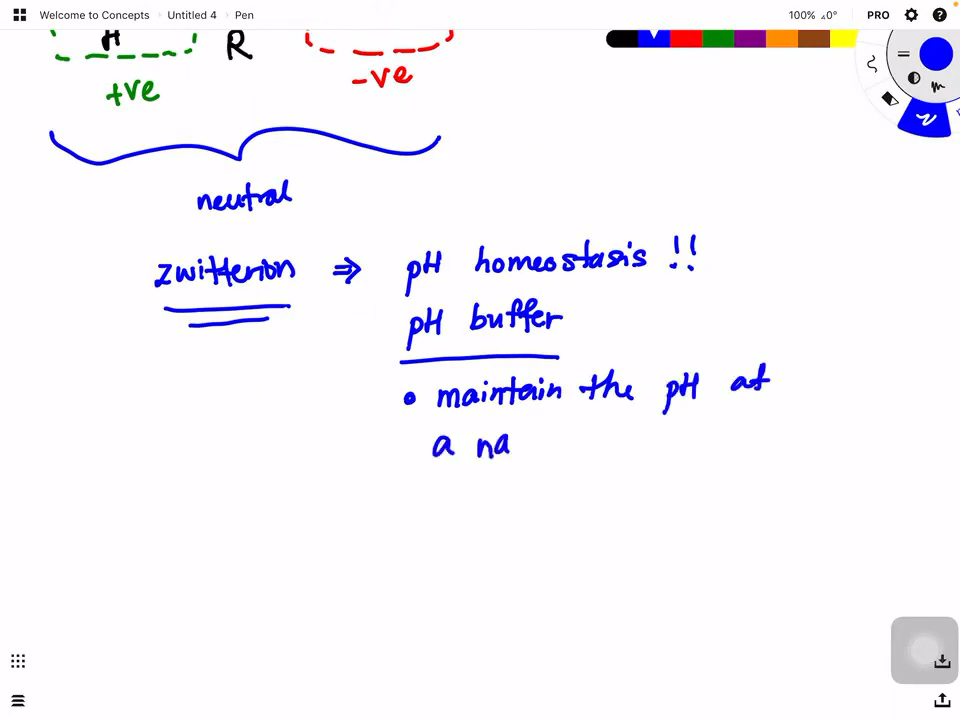 Welcome to Concepts › Untitled 4 › Pen 100% ⊿0° PRO
H R
+ve -ve
neutral
zwitterion ⇒ pH homeostasis !!
pH buffer
• maintain the pH at
a na